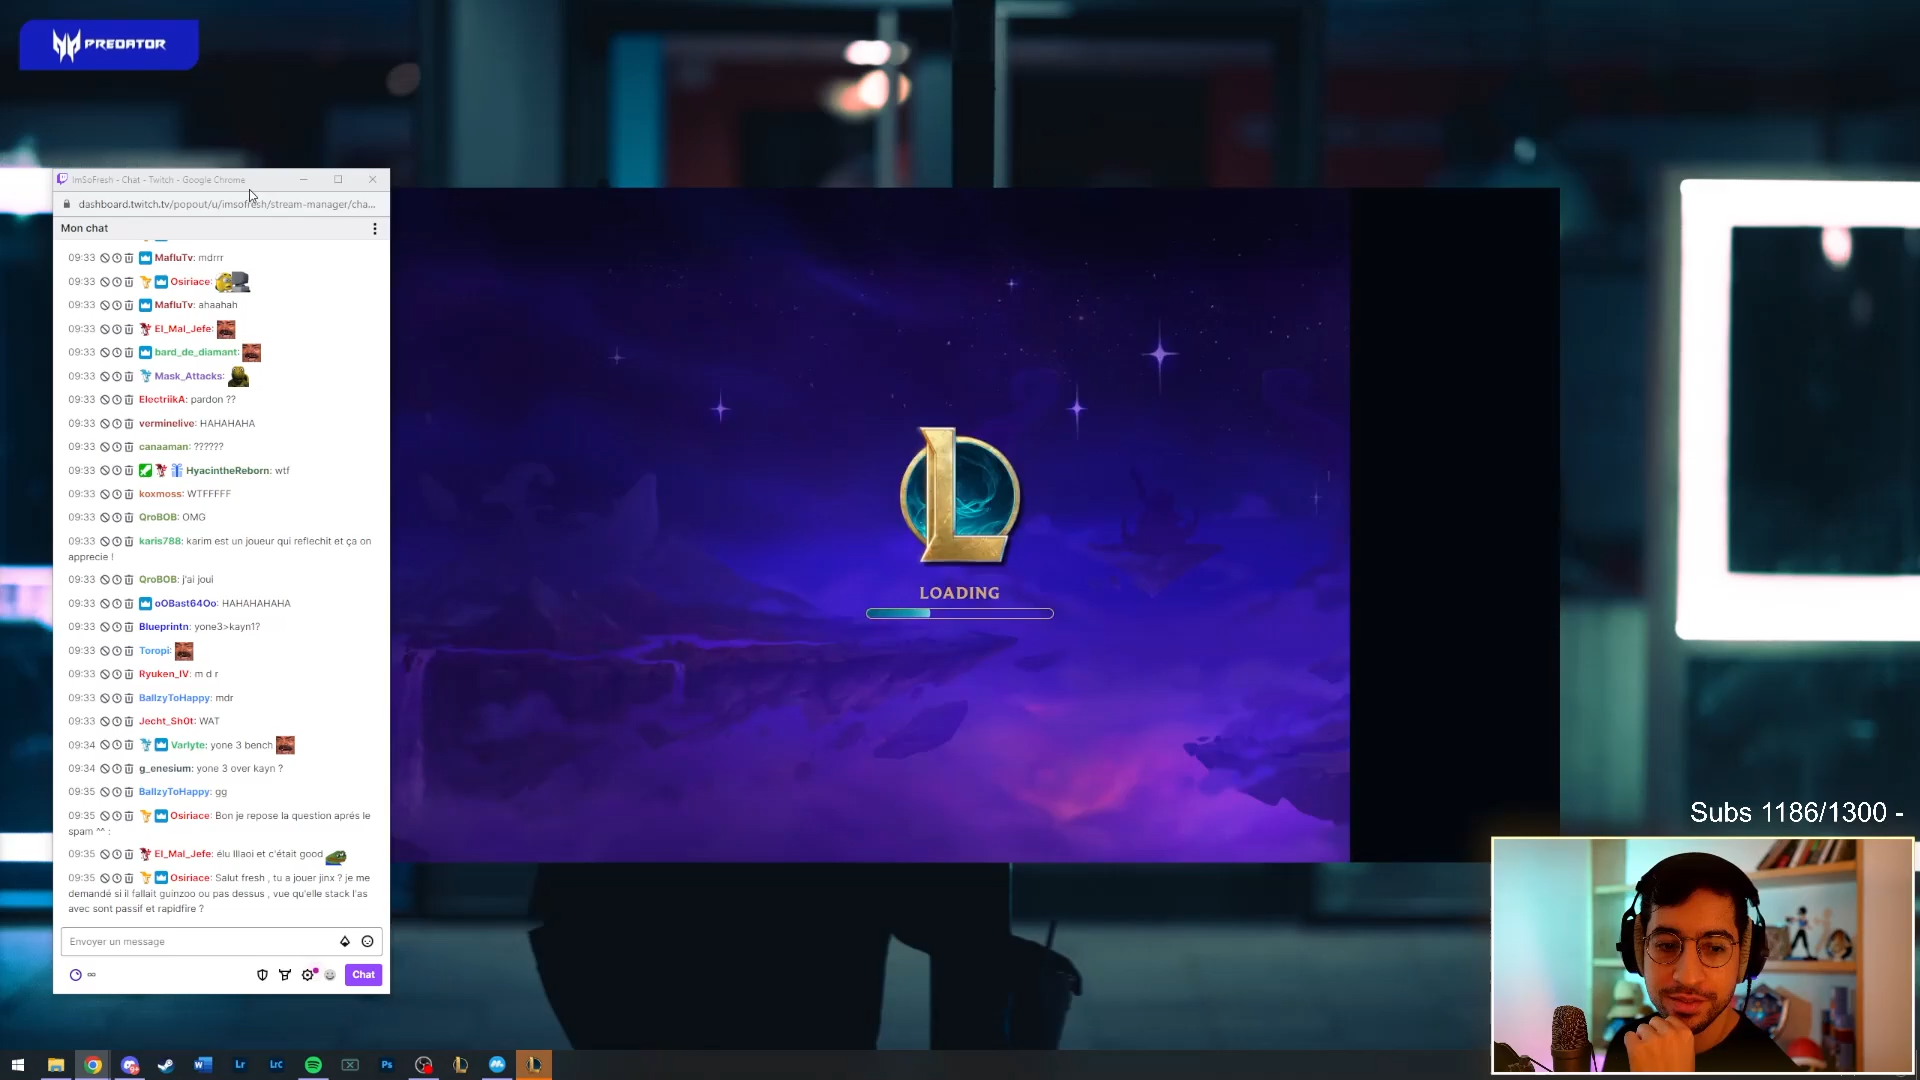 PREDATOR
ImSoFresh - Chat - Twitch - Google Chrome
dashboard.twitch.tv/popout/u/imsofresh/stream-manager/cha...
Mon chat
09:33 MafluTv: mdrrr
09:33 Osiriace:
09:33 MafluTv: ahaahah
09:33 El_Mal_Jefe:
09:33 bard_de_diamant:
09:33 Mask_Attacks:
09:33 ElectriikA: pardon ??
09:33 verminelive: HAHAHAHA
09:33 canaaman: ??????
09:33 HyacintheReborn: wtf
09:33 koxmoss: WTFFFFF
09:33 QroBOB: OMG
09:33 karis788: karim est un joueur qui reflechit et ça on
apprecie !
09:33 QroBOB: j'ai joui
09:33 oOBast64Oo: HAHAHAHAHA
09:33 Blueprintn: yone3>kayn1?
09:33 Toropi:
09:33 Ryuken_IV: m d r
09:33 BallzyToHappy: mdr
09:33 Jecht_Sh0t: WAT
09:34 Varlyte: yone 3 bench
09:34 g_enesium: yone 3 over kayn ?
09:35 BallzyToHappy: gg
09:35 Osiriace: Bon je repose la question aprés le
spam ^^ :
09:35 El_Mal_Jefe: élu Illaoi et c'était good
09:35 Osiriace: Salut fresh , tu a jouer jinx ? je me
demandé si il fallait guinzoo ou pas dessus , vue qu'elle stack l'as
avec sont passif et rapidfire ?
Envoyer un message
Chat
LOADING
Subs 1186/1300 -
W
Lr
LrC
Ps